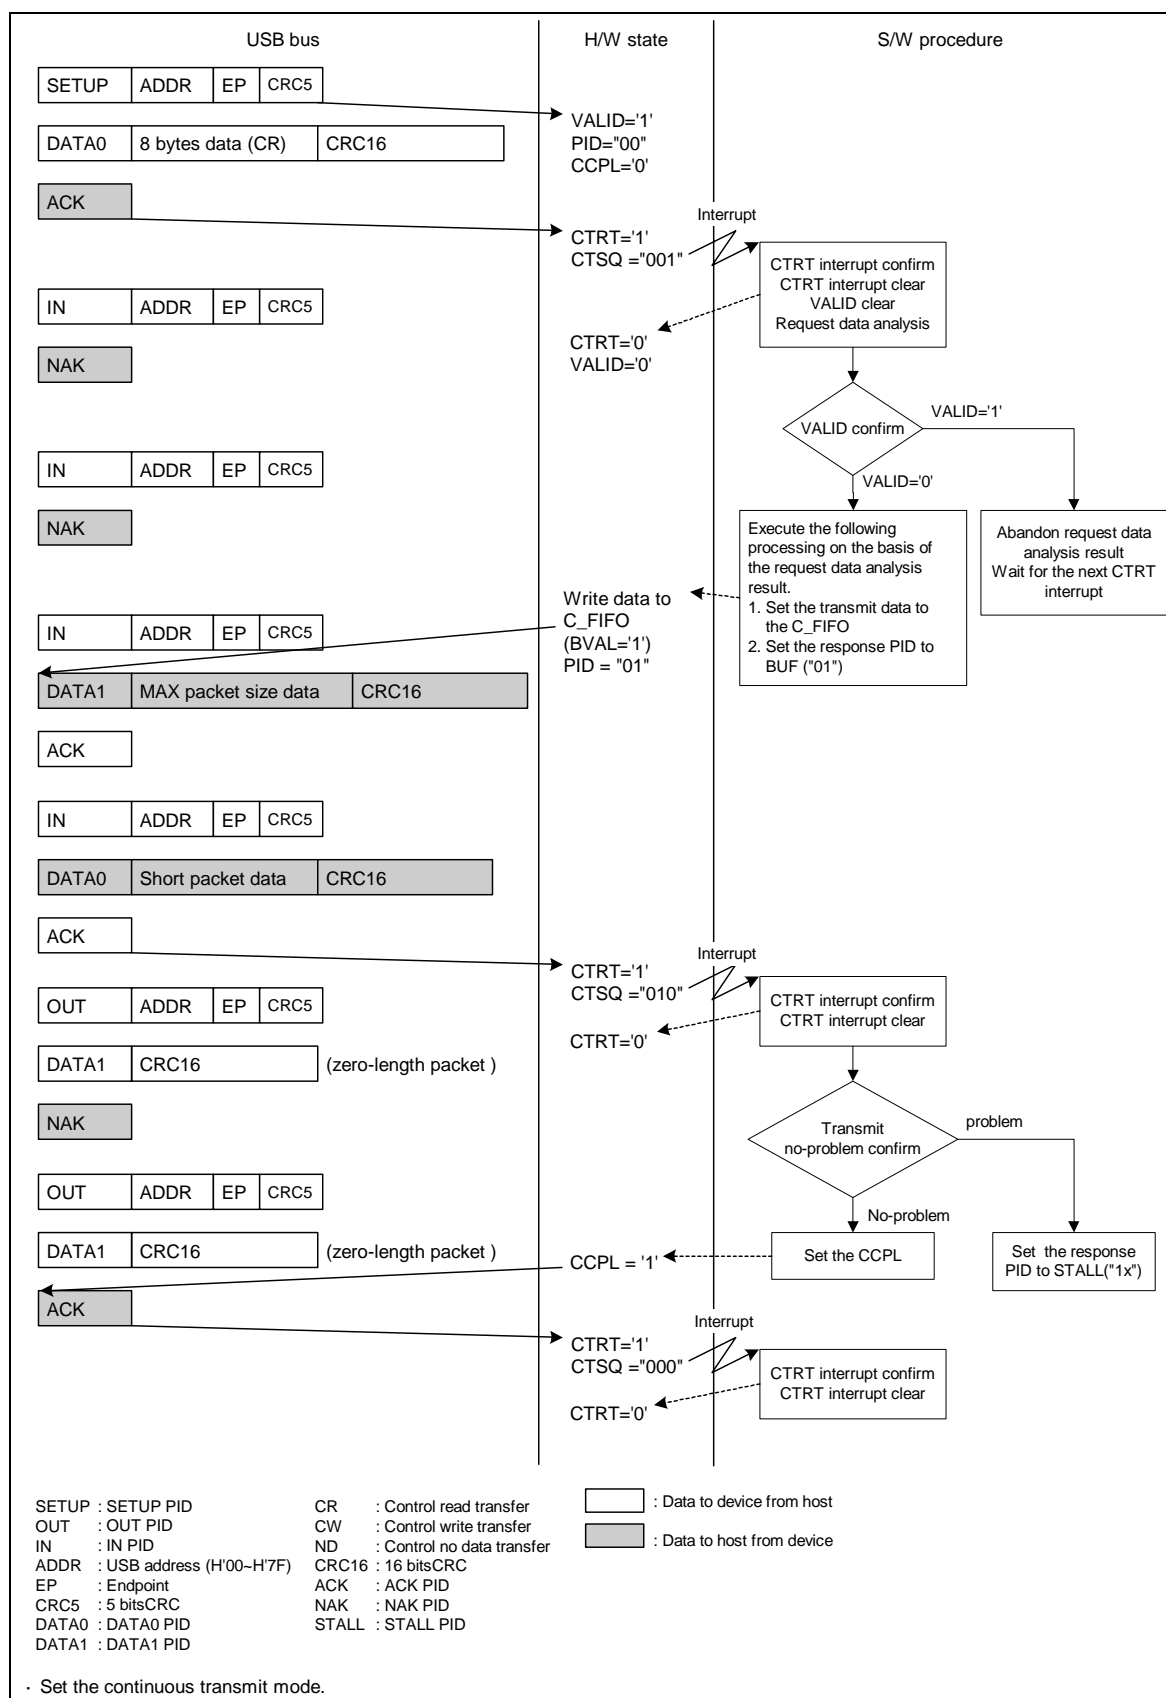 USB bus
H/W state
S/W procedure
SETUP ADDR EP CRC5
VALID='1'
PID="00"
CCPL='0'
DATA0 8 bytes data (CR) CRC16
ACK
Interrupt
CTRT='1'
CTSQ ="001"
CTRT interrupt confirm
CTRT interrupt clear
VALID clear
Request data analysis
IN ADDR EP CRC5
CTRT='0'
VALID='0'
NAK
VALID confirm
VALID='1'
VALID='0'
IN ADDR EP CRC5
NAK
Execute the following
processing on the basis of
the request data analysis
result.
1. Set the transmit data to
the C_FIFO
2. Set the response PID to
BUF ("01")
Abandon request data
analysis result
Wait for the next CTRT
interrupt
Write data to
C_FIFO
(BVAL='1')
PID = "01"
IN ADDR EP CRC5
DATA1 MAX packet size data CRC16
ACK
IN ADDR EP CRC5
DATA0 Short packet data CRC16
ACK
Interrupt
CTRT='1'
CTSQ ="010"
CTRT interrupt confirm
CTRT interrupt clear
OUT ADDR EP CRC5
CTRT='0'
DATA1 CRC16 (zero-length packet )
NAK
Transmit
no-problem confirm
problem
No-problem
OUT ADDR EP CRC5
DATA1 CRC16 (zero-length packet )
CCPL = '1'
Set the CCPL
Set the response
PID to STALL("1x")
ACK
Interrupt
CTRT='1'
CTSQ ="000"
CTRT interrupt confirm
CTRT interrupt clear
CTRT='0'
SETUP : SETUP PID
OUT : OUT PID
IN : IN PID
ADDR : USB address (H'00~H'7F)
EP : Endpoint
CRC5 : 5 bitsCRC
DATA0 : DATA0 PID
DATA1 : DATA1 PID
CR : Control read transfer
CW : Control write transfer
ND : Control no data transfer
CRC16 : 16 bitsCRC
ACK : ACK PID
NAK : NAK PID
STALL : STALL PID
: Data to device from host
: Data to host from device
· Set the continuous transmit mode.